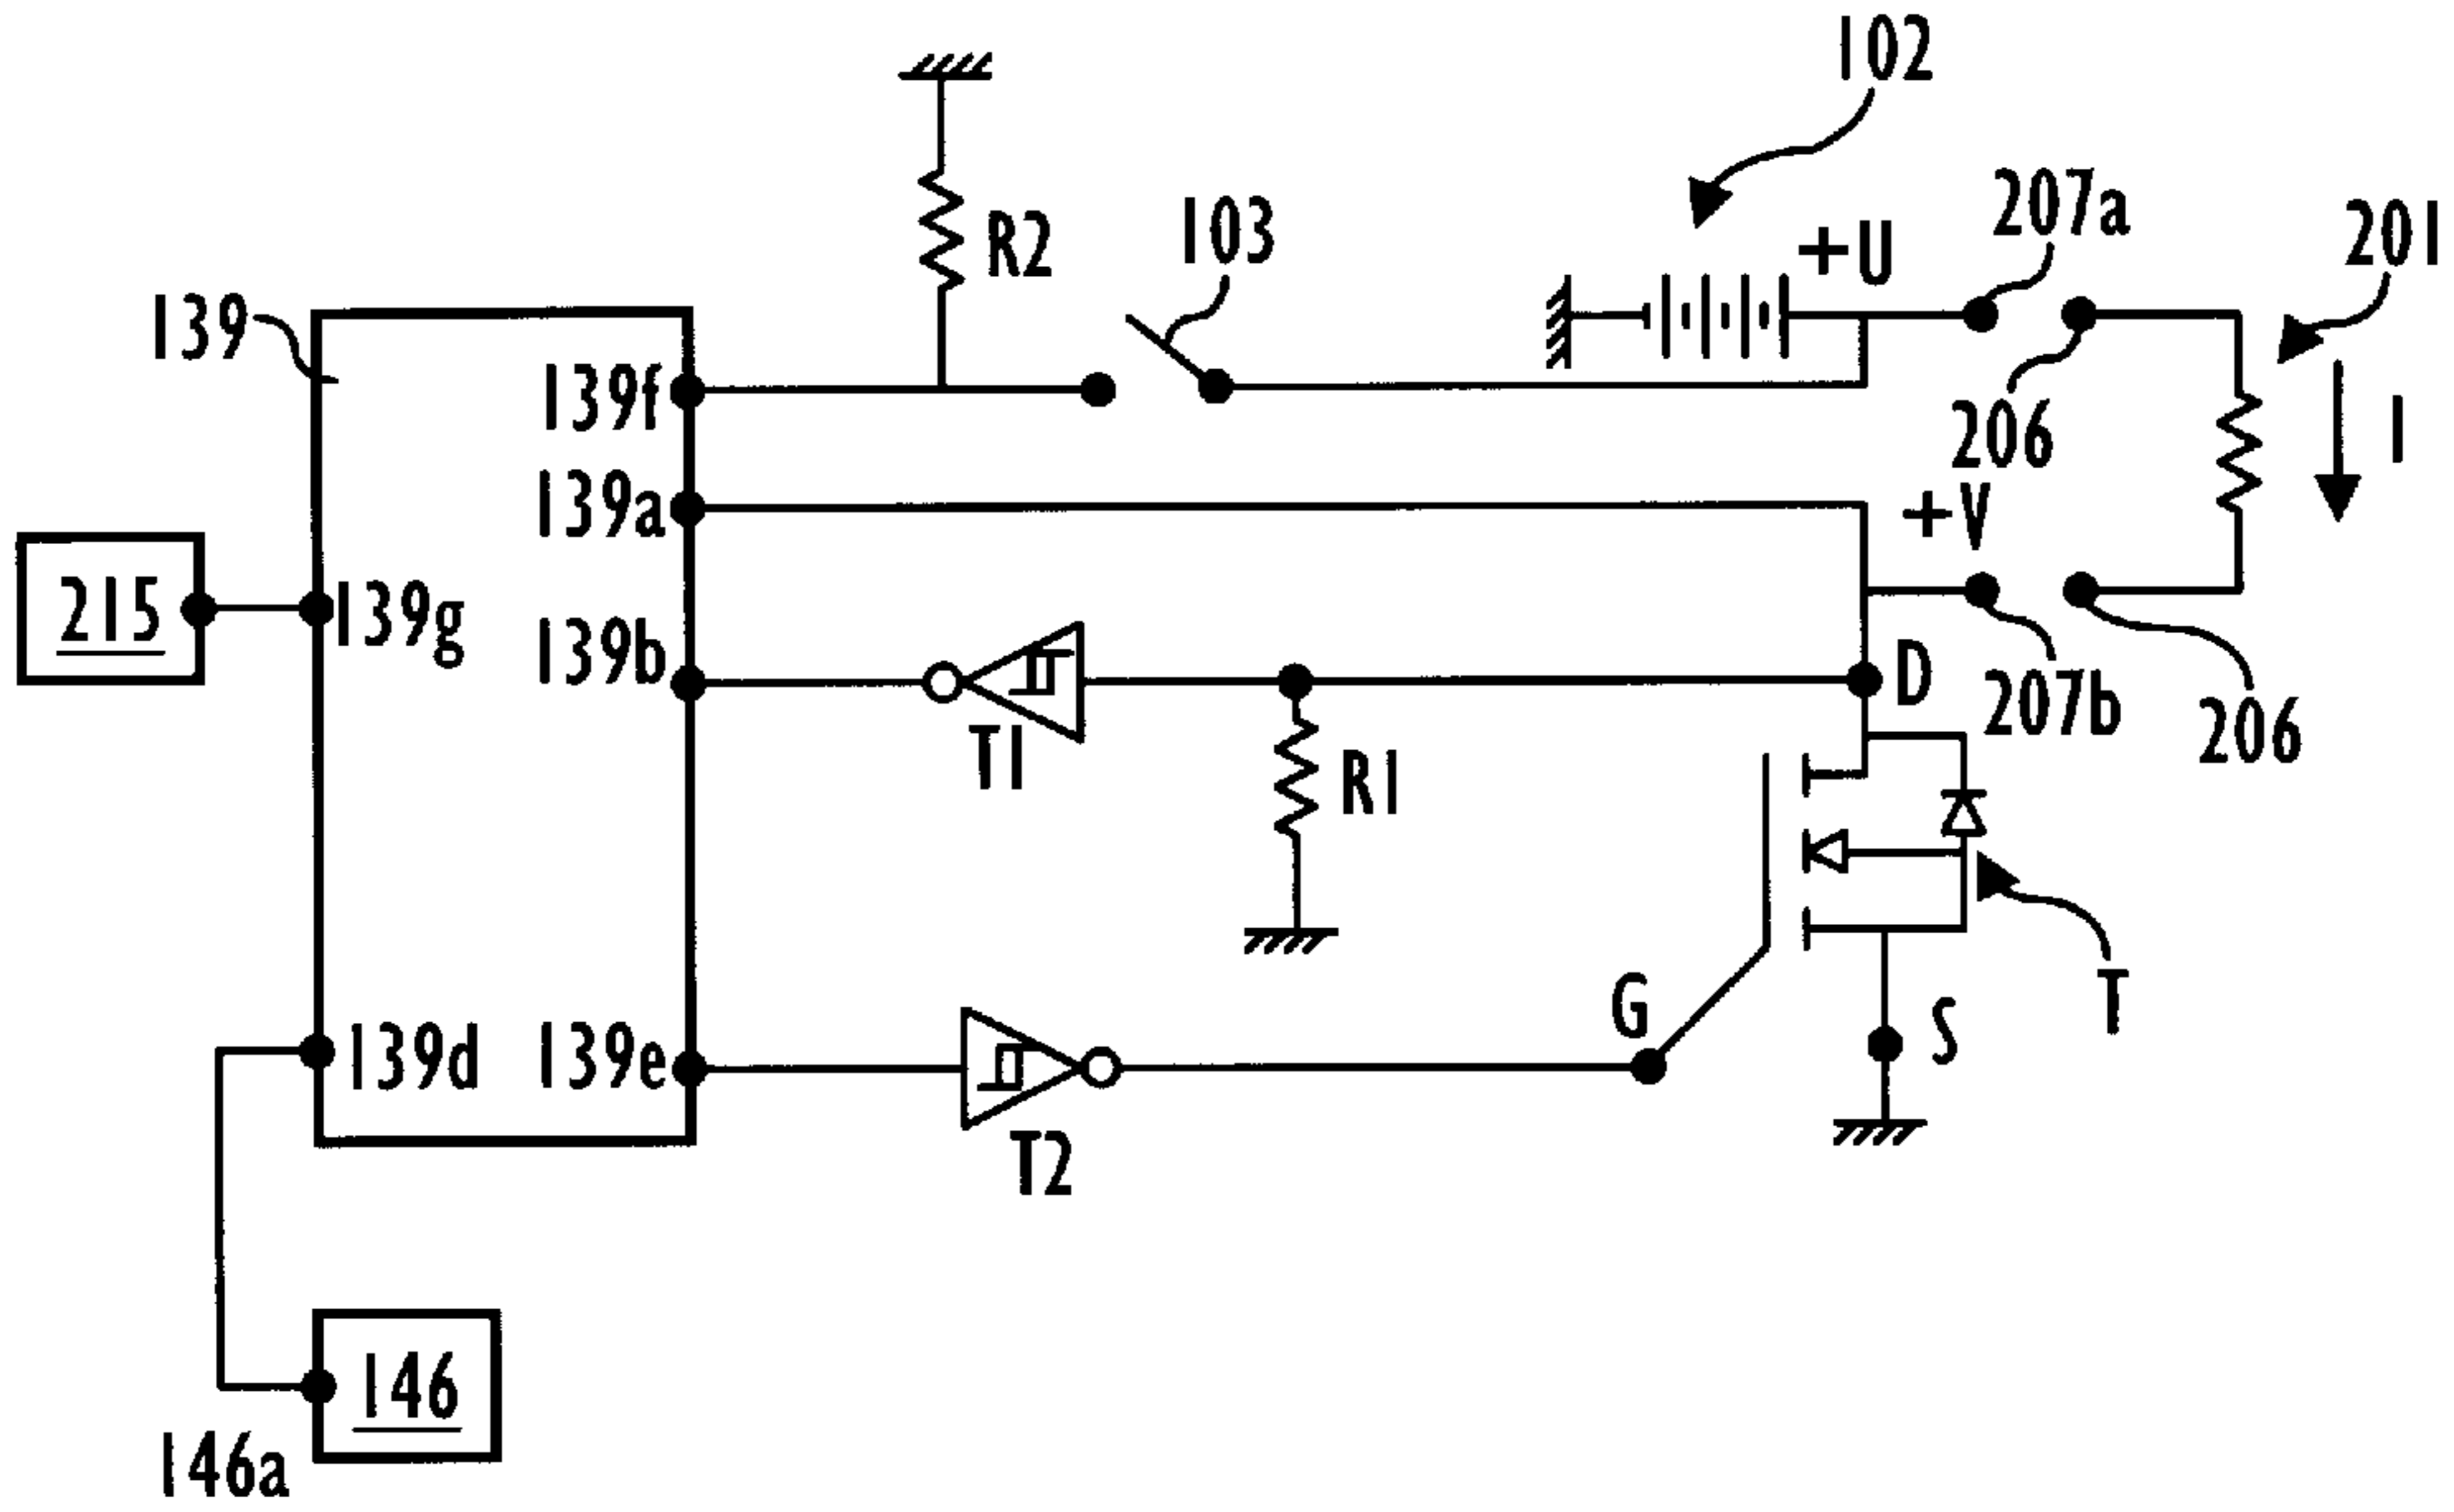 102
207a
201
R2
103
+U
139
139f
206
I
139a
+V
215
139g
139b
D
207b
206
T1
R1
G
T
S
139d
139e
T2
146
146a